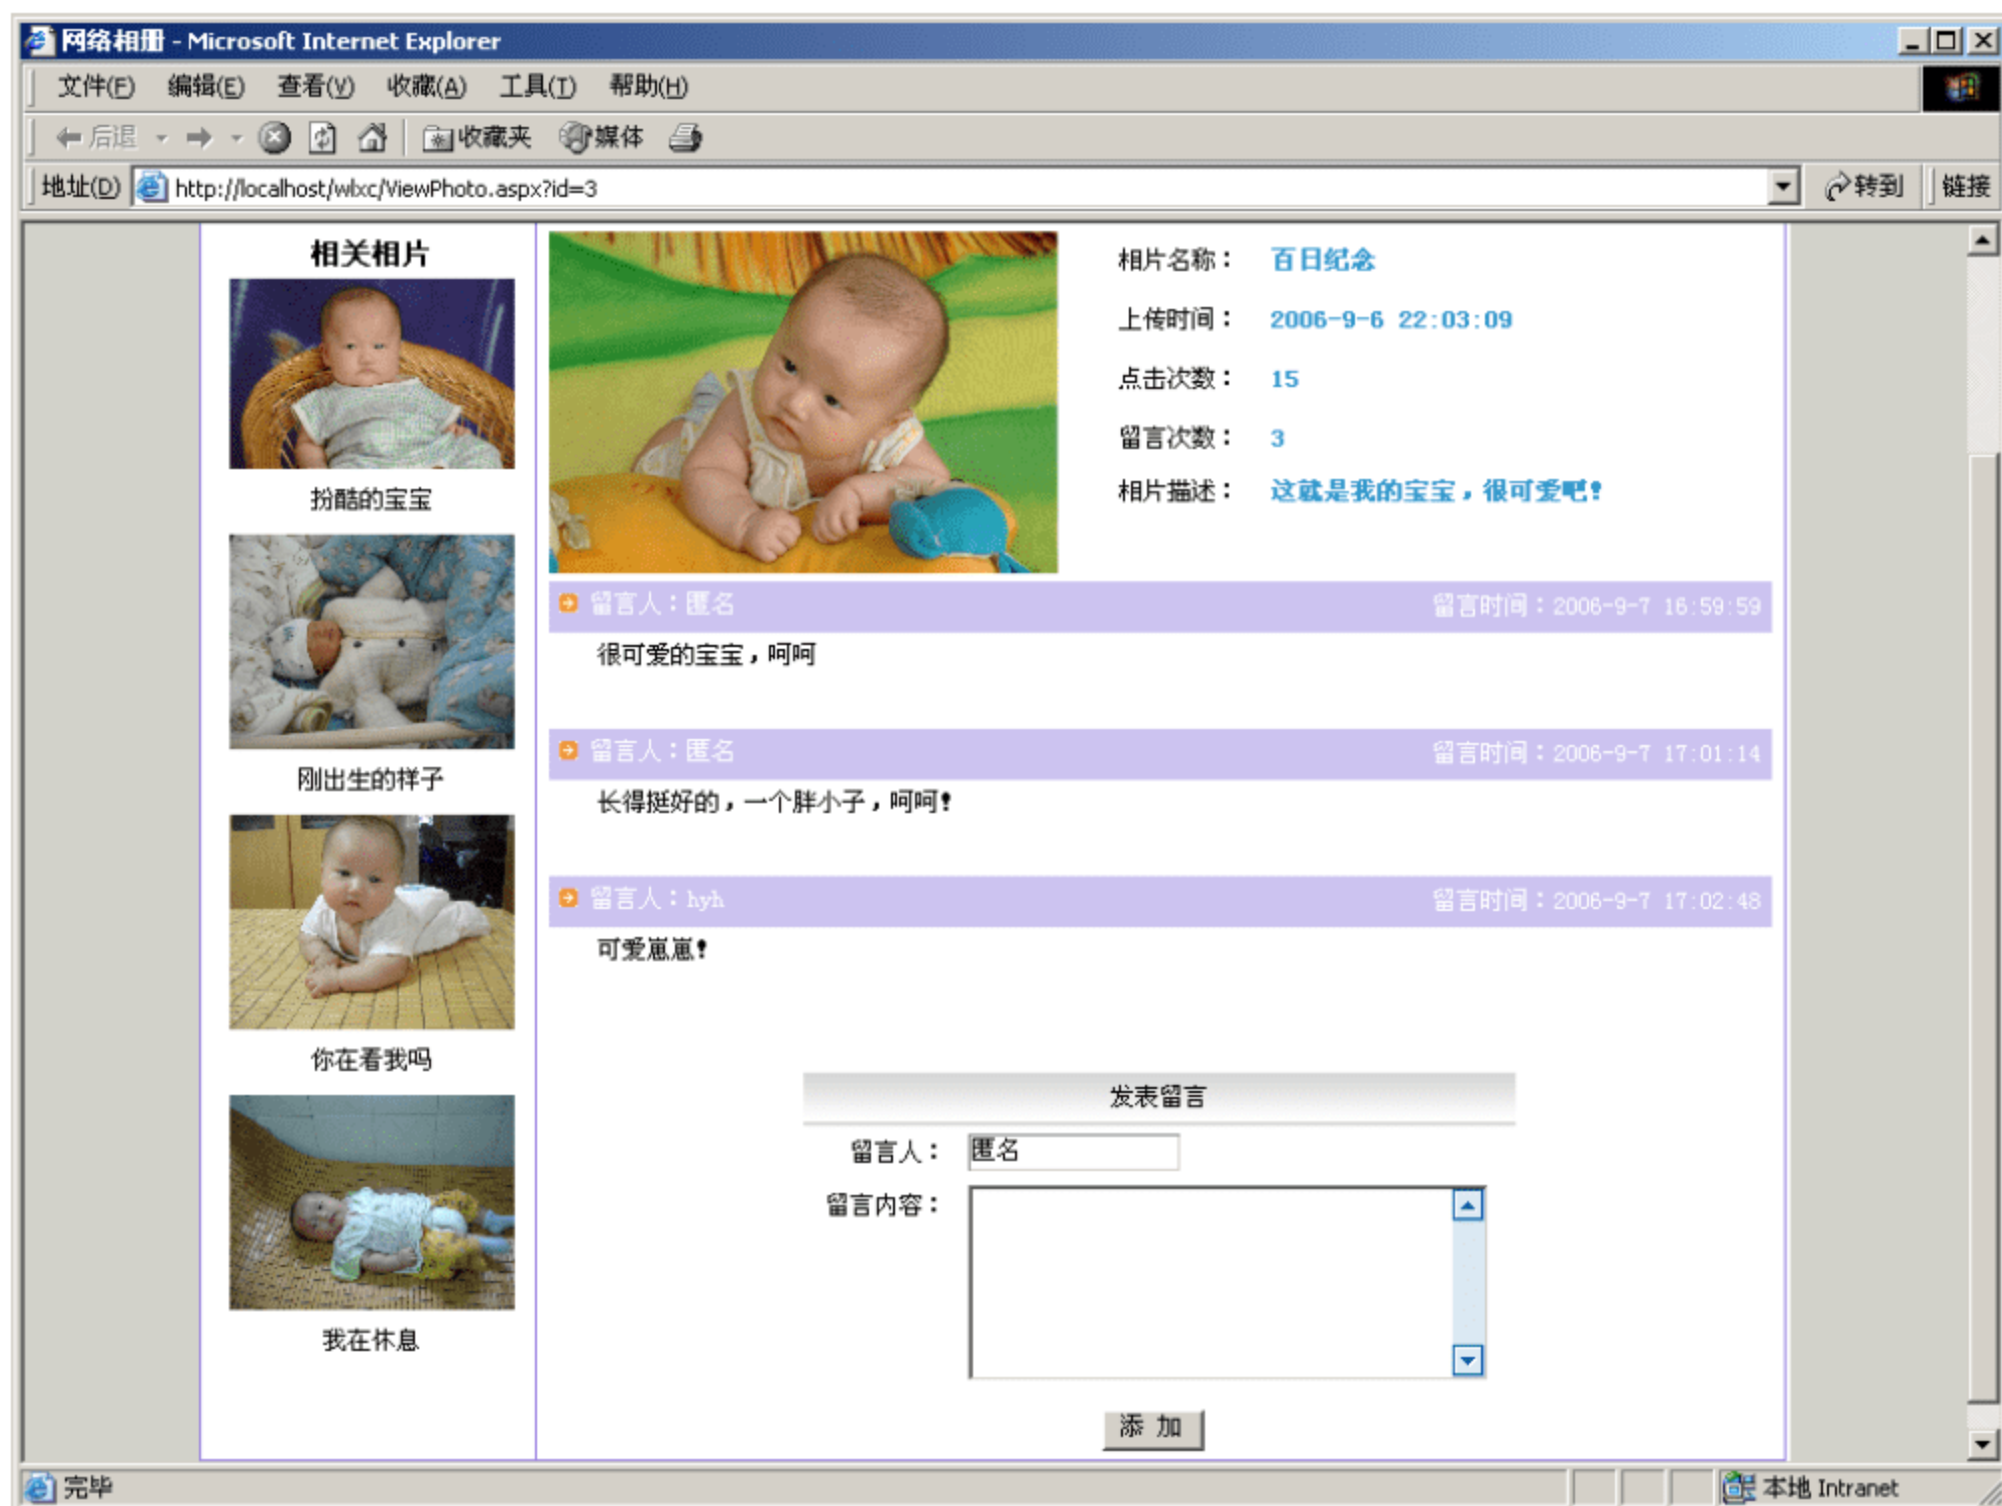 网络相册 - Microsoft Internet Explorer
文件(F) 编辑(E) 查看(V) 收藏(A) 工具(T) 帮助(H)
后退 收藏夹 媒体
地址(D) http://localhost/wlxc/ViewPhoto.aspx?id=3 转到 链接
相关相片
扮酷的宝宝
刚出生的样子
你在看我吗
我在休息
相片名称： 百日纪念
上传时间： 2006-9-6 22:03:09
点击次数： 15
留言次数： 3
相片描述： 这就是我的宝宝，很可爱吧！
留言人：匿名 留言时间：2006-9-7 16:59:59
很可爱的宝宝，呵呵
留言人：匿名 留言时间：2006-9-7 17:01:14
长得挺好的，一个胖小子，呵呵！
留言人：hyh 留言时间：2006-9-7 17:02:48
可爱崽崽！
发表留言
留言人： 匿名
留言内容：
添 加
完毕 本地 Intranet